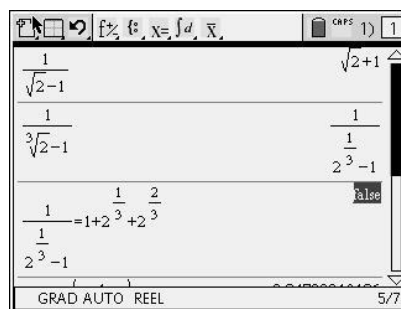 f± {: x= ∫d x̄ CAPS 1) 1
1/(√2-1) √2+1
1/(∛2-1) 1/(2^(1/3)-1)
1/(2^(1/3)-1)=1+2^(1/3)+2^(2/3) false
GRAD AUTO REEL 5/7